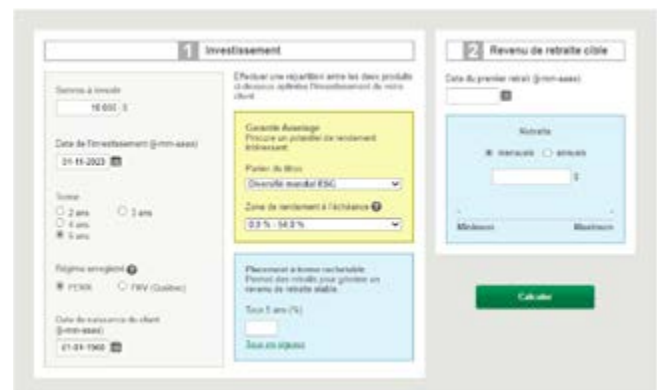 1 Investissement
Somme à investir
10 000 $
Date de l'investissement (jj-mm-aaaa)
01-11-2023
Terme
2 ans 3 ans
4 ans
5 ans
Régime enregistré
FERR FRV (Québec)
Date de naissance du client
(jj-mm-aaaa)
01-01-1960
Effectuer une répartition entre les deux produits
ci-dessous optimise l'investissement de votre
client
Garantie Avantage
Procure un potentiel de rendement
intéressant
Panier de titres
Diversifié mondial ESG
Zone de rendement à l'échéance
0,0 % - 54,0 %
Placement à terme rachetable
Permet des retraits pour générer un
revenu de retraite stable.
Taux 5 ans (%)
Taux en vigueur
2 Revenu de retraite cible
Date du premier retrait (jj-mm-aaaa)
Retraits
mensuels annuels
$
- -
Minimum Maximum
Calculer